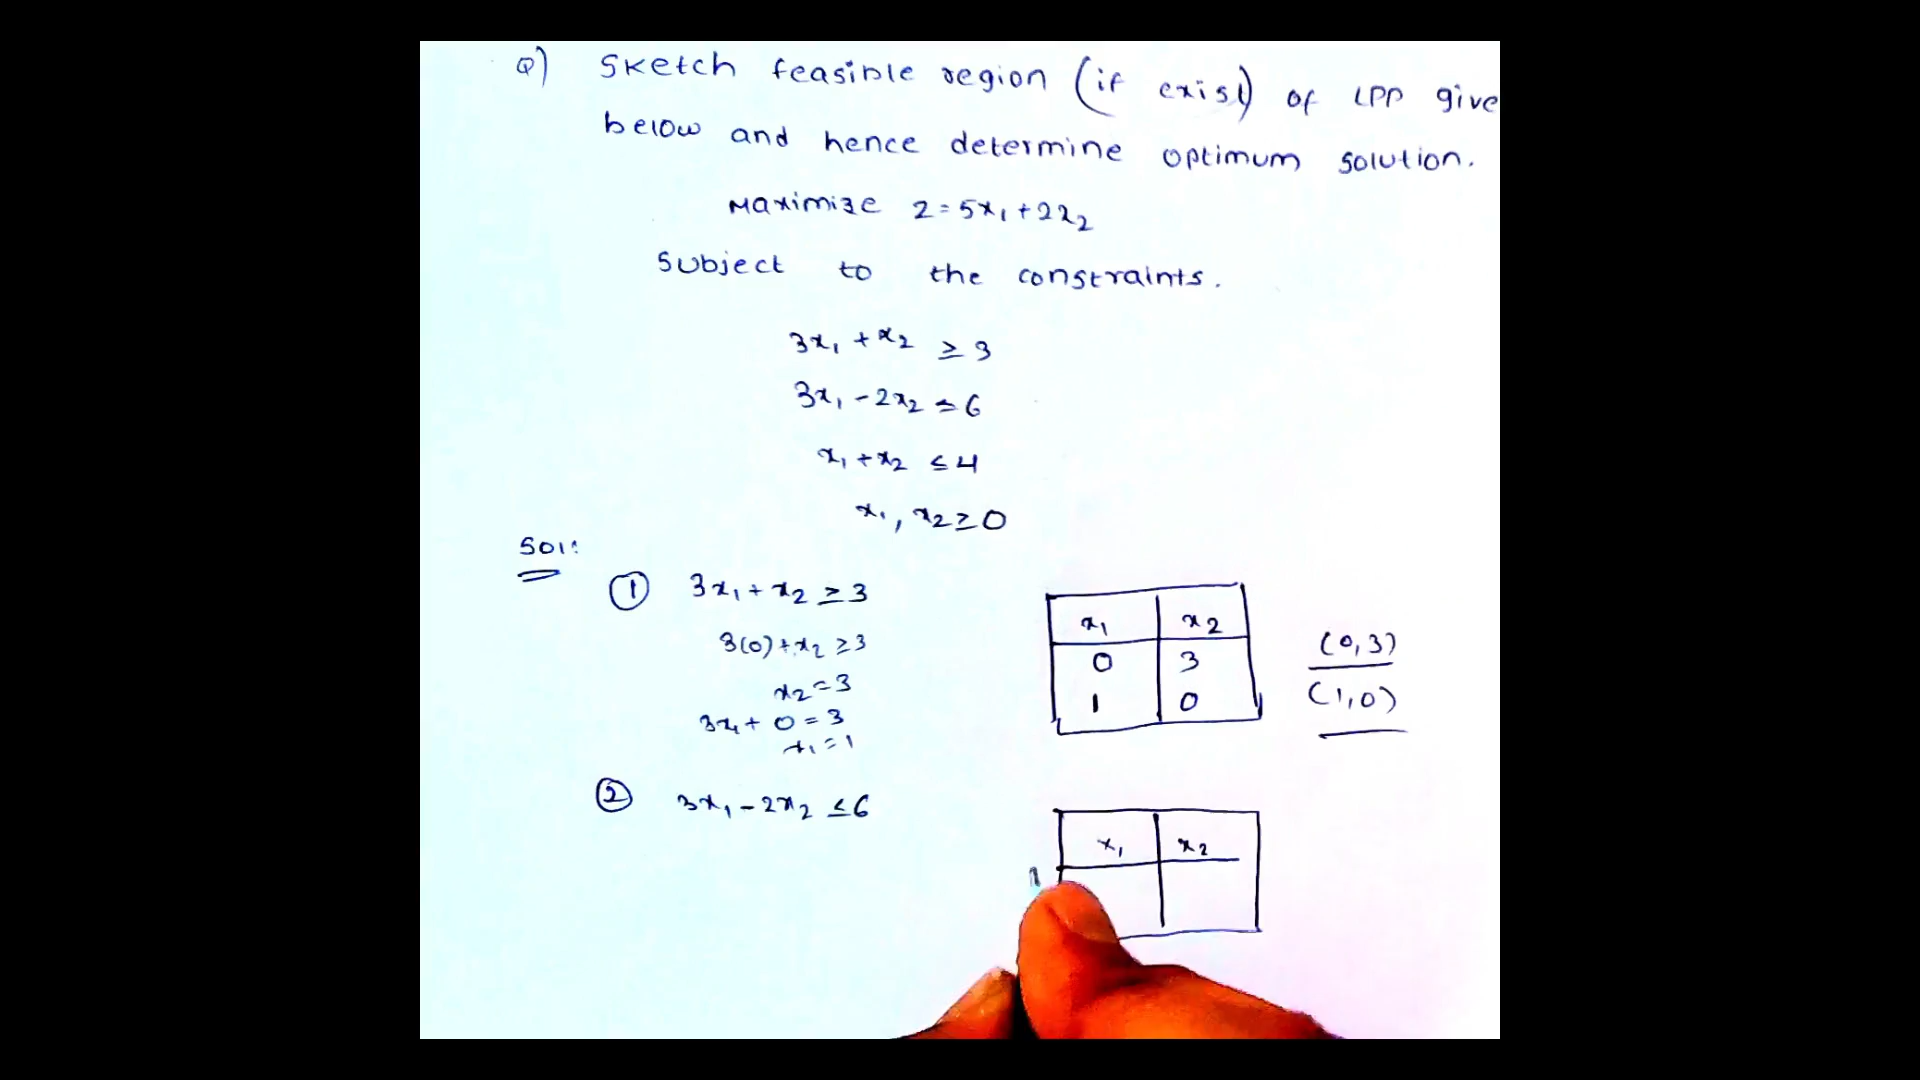 Q) Sketch feasible region (if exist) of LPP give
below and hence determine optimum solution.
Maximize Z = 5x₁ + 2x₂
Subject to the constraints.
3x₁ + x₂ ≥ 3
3x₁ - 2x₂ ≤ 6
x₁ + x₂ ≤ 4
x₁, x₂ ≥ 0
Sol:
① 3x₁ + x₂ ≥ 3
3(0) + x₂ ≥ 3
x₂ = 3
3x₁ + 0 = 3
x₁ = 1
x₁ x₂
0 3
1 0
(0,3)
(1,0)
② 3x₁ - 2x₂ ≤ 6
x₁ x₂